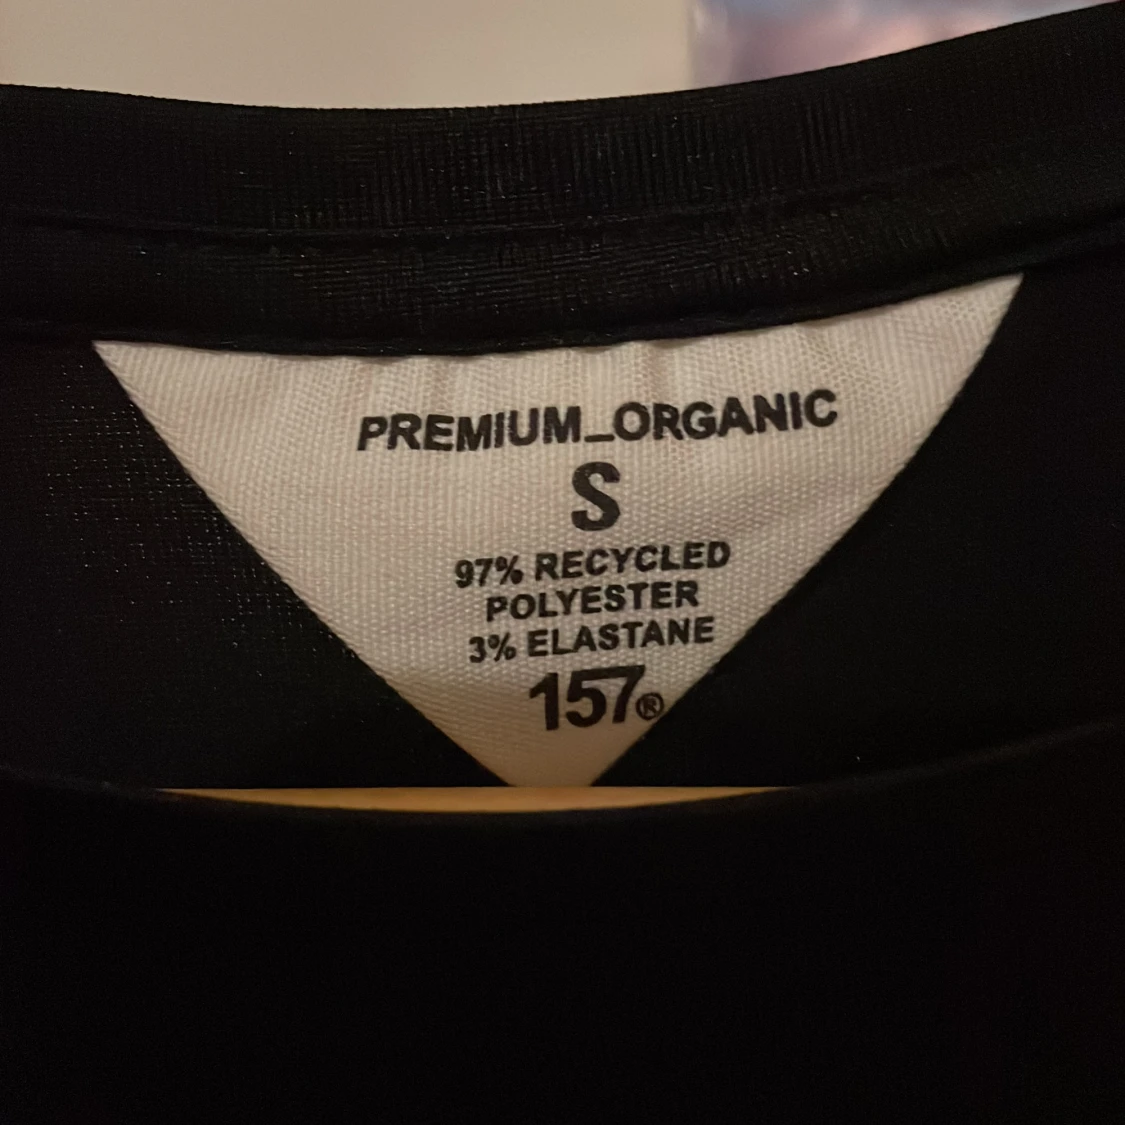 PREMIUM_ORGANIC
S
97% RECYCLED
POLYESTER
3% ELASTANE
157®